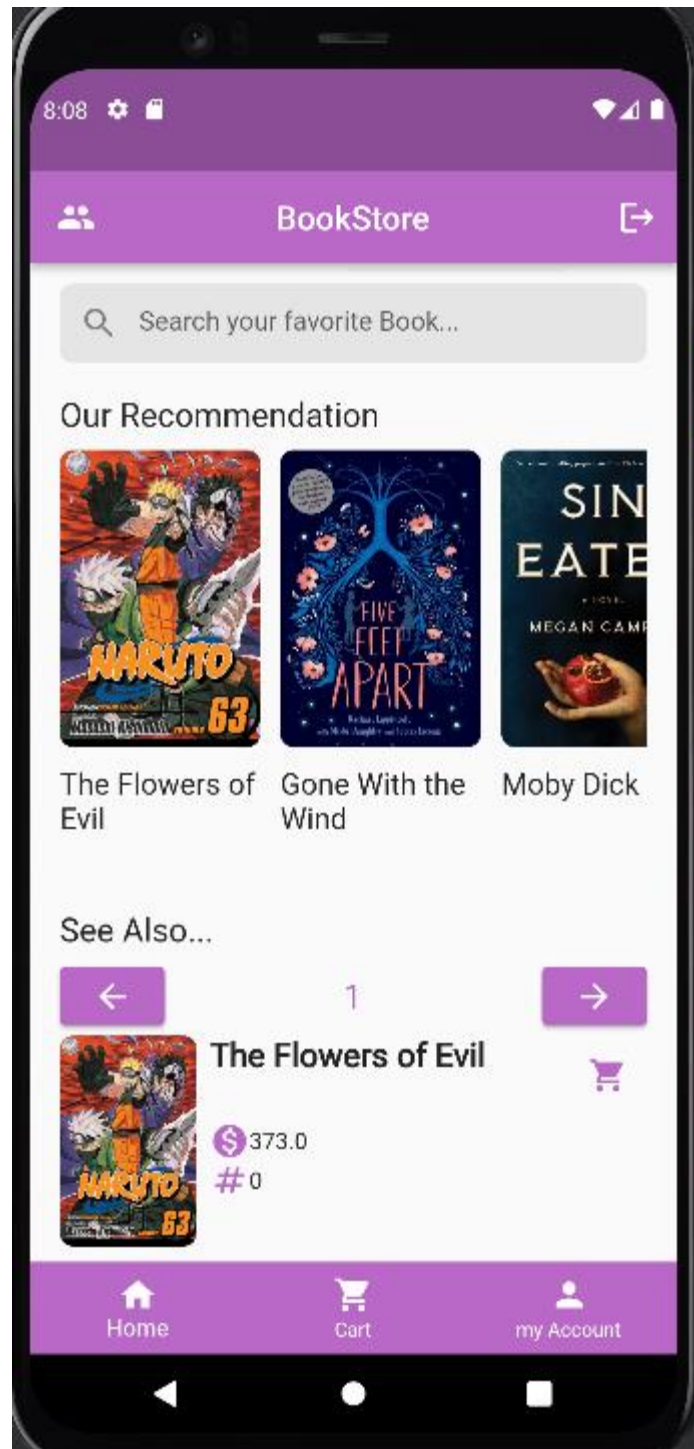 8:08
BookStore
Search your favorite Book...
Our Recommendation
NARUTO
63
FIVE
FEET
APART
SIN
EATE
A NOVEL
MEGAN CAMP
The Flowers of
Evil
Gone With the
Wind
Moby Dick
See Also...
1
The Flowers of Evil
NARUTO
63
$ 373.0
# 0
Home
Cart
my Account